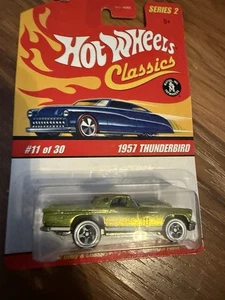 SERIES 2
Hot Wheels
Classics
#11 of 30
1957 THUNDERBIRD